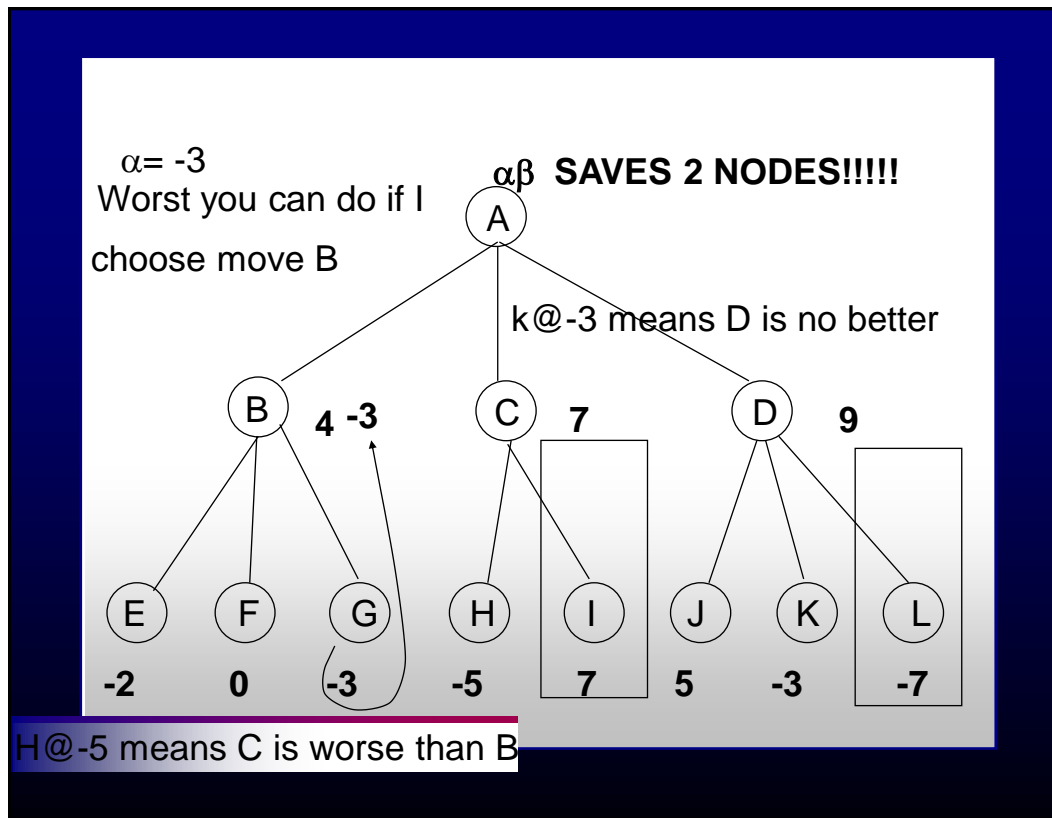 α= -3
Worst you can do if I
choose move B
αβ SAVES 2 NODES!!!!!
A
k@-3 means D is no better
B 4 -3 C 7 D 9
E F G H I J K L
-2 0 -3 -5 7 5 -3 -7
H@-5 means C is worse than B